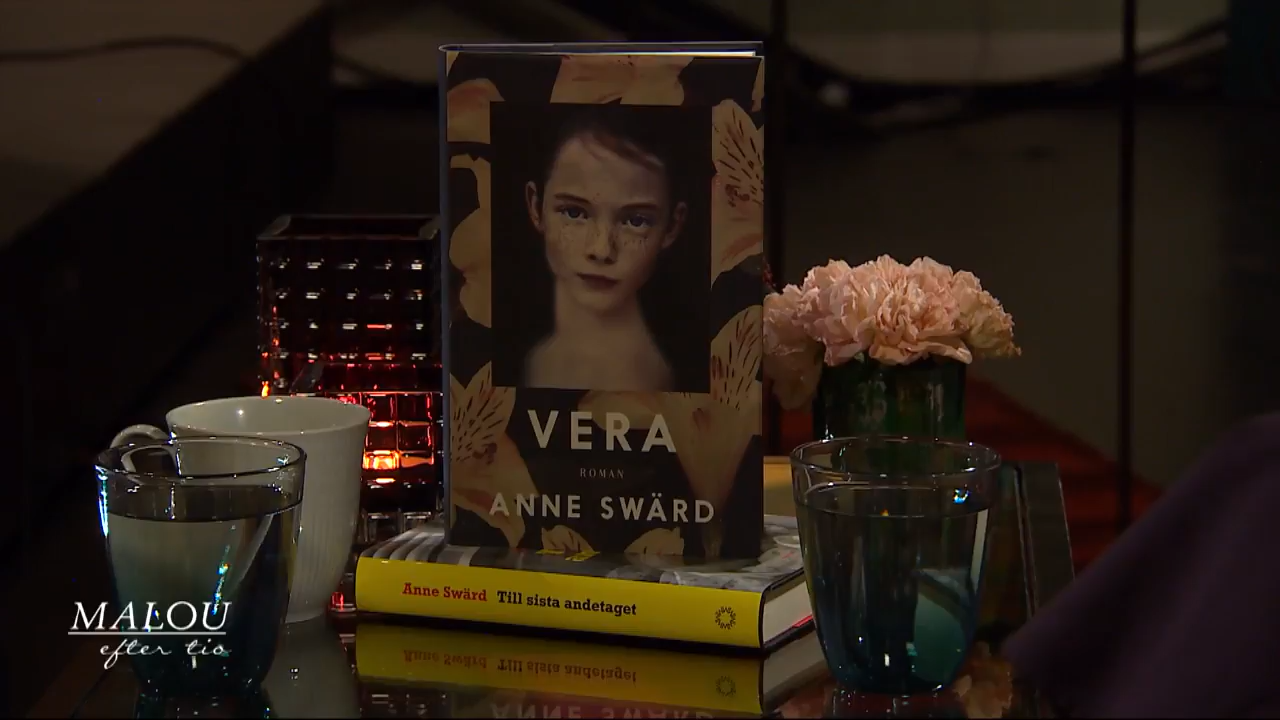 VERA
ROMAN
ANNE SWÄRD
Anne Swärd Till sista andetaget
MALOU
efter tio